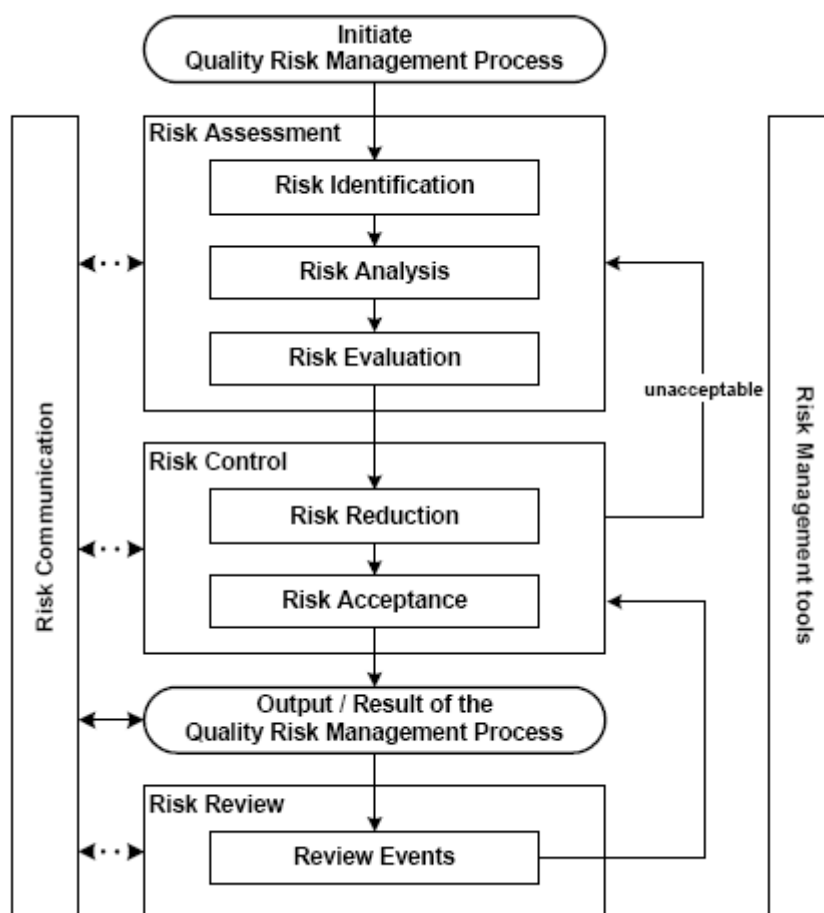 Initiate
Quality Risk Management Process
Risk Assessment
Risk Identification
Risk Analysis
Risk Evaluation
unacceptable
Risk Control
Risk Reduction
Risk Acceptance
Output / Result of the
Quality Risk Management Process
Risk Review
Review Events
Risk Communication
Risk Management tools